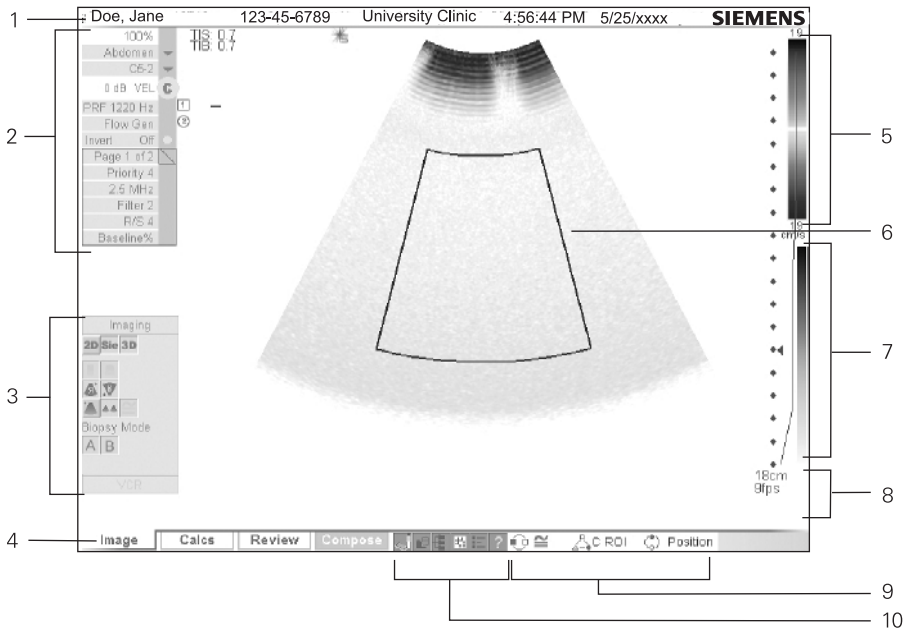 1 Doe, Jane 123-45-6789 University Clinic 4:56:44 PM 5/25/xxxx SIEMENS
100% TIS: 0.7
TIB: 0.7
Abdomen
C5-2
0 dB VEL C
PRF 1220 Hz 1
Flow Gen 2
Invert Off
Page 1 of 2
Priority 4
2.5 MHz
Filter 2
R/S 4
Baseline%
2
19
5
19
cm/s
6
Imaging
2D Sie 3D
Biopsy Mode
A B
VCR
3
7
18cm
9fps
8
4 Image Calcs Review Compose ? C ROI Position
9
10